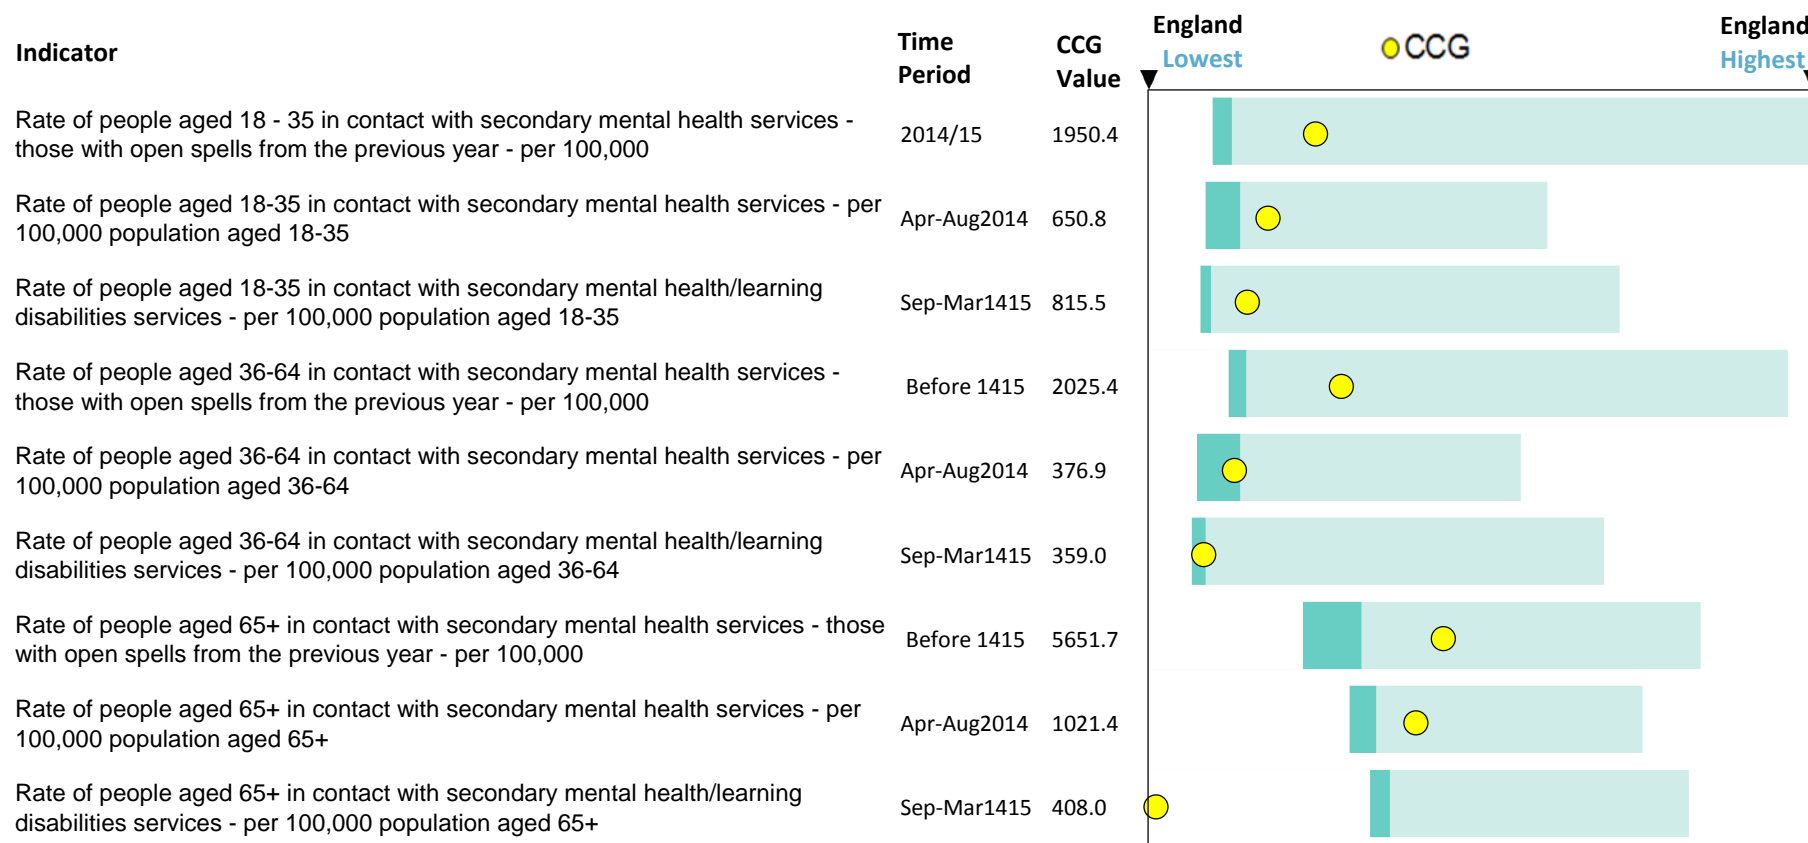 Indicator
Time
Period
CCG
Value
England
Lowest
CCG
England
Highest
Rate of people aged 18 - 35 in contact with secondary mental health services -
those with open spells from the previous year - per 100,000
2014/15
1950.4
Rate of people aged 18-35 in contact with secondary mental health services - per
100,000 population aged 18-35
Apr-Aug2014
650.8
Rate of people aged 18-35 in contact with secondary mental health/learning
disabilities services - per 100,000 population aged 18-35
Sep-Mar1415
815.5
Rate of people aged 36-64 in contact with secondary mental health services -
those with open spells from the previous year - per 100,000
Before 1415
2025.4
Rate of people aged 36-64 in contact with secondary mental health services - per
100,000 population aged 36-64
Apr-Aug2014
376.9
Rate of people aged 36-64 in contact with secondary mental health/learning
disabilities services - per 100,000 population aged 36-64
Sep-Mar1415
359.0
Rate of people aged 65+ in contact with secondary mental health services - those
with open spells from the previous year - per 100,000
Before 1415
5651.7
Rate of people aged 65+ in contact with secondary mental health services - per
100,000 population aged 65+
Apr-Aug2014
1021.4
Rate of people aged 65+ in contact with secondary mental health/learning
disabilities services - per 100,000 population aged 65+
Sep-Mar1415
408.0